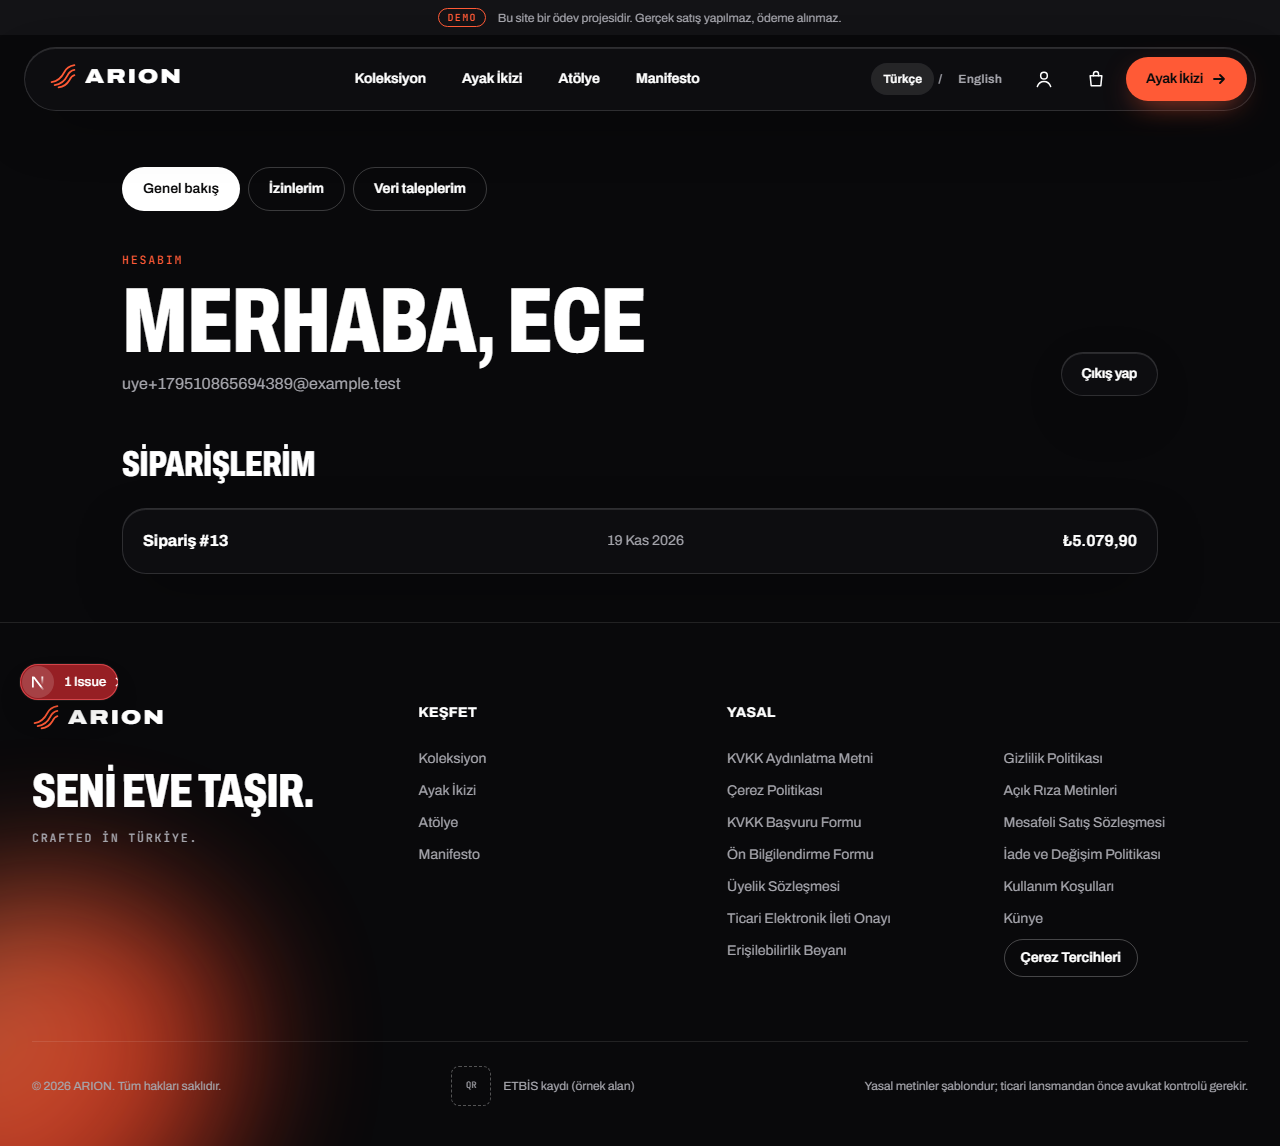 DEMO Bu site bir ödev projesidir. Gerçek satış yapılmaz, ödeme alınmaz.
ARION Koleksiyon Ayak İkizi Atölye Manifesto Türkçe / English Ayak İkizi
Genel bakış İzinlerim Veri taleplerim
HESABIM
MERHABA, ECE
uye+179510865694389@example.test
Çıkış yap
SİPARİŞLERİM
Sipariş #13 19 Kas 2026 ₺5.079,90
N 1 Issue
ARION
SENİ EVE TAŞIR.
CRAFTED İN TÜRKİYE.
KEŞFET
Koleksiyon
Ayak İkizi
Atölye
Manifesto
YASAL
KVKK Aydınlatma Metni
Çerez Politikası
KVKK Başvuru Formu
Ön Bilgilendirme Formu
Üyelik Sözleşmesi
Ticari Elektronik İleti Onayı
Erişilebilirlik Beyanı
Gizlilik Politikası
Açık Rıza Metinleri
Mesafeli Satış Sözleşmesi
İade ve Değişim Politikası
Kullanım Koşulları
Künye
Çerez Tercihleri
© 2026 ARION. Tüm hakları saklıdır.
QR ETBİS kaydı (örnek alan)
Yasal metinler şablondur; ticari lansmandan önce avukat kontrolü gerekir.